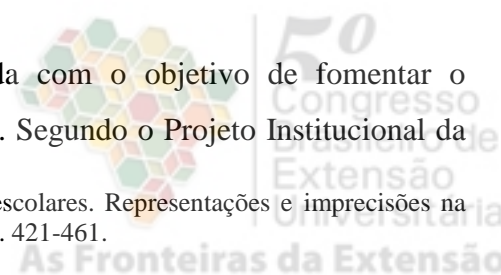 da com o objetivo de fomentar o
. Segundo o Projeto Institucional da
escolares. Representações e imprecisões na
. 421-461.
5º
Congresso
Brasileiro de
Extensão
Universitária
As Fronteiras da Extensão